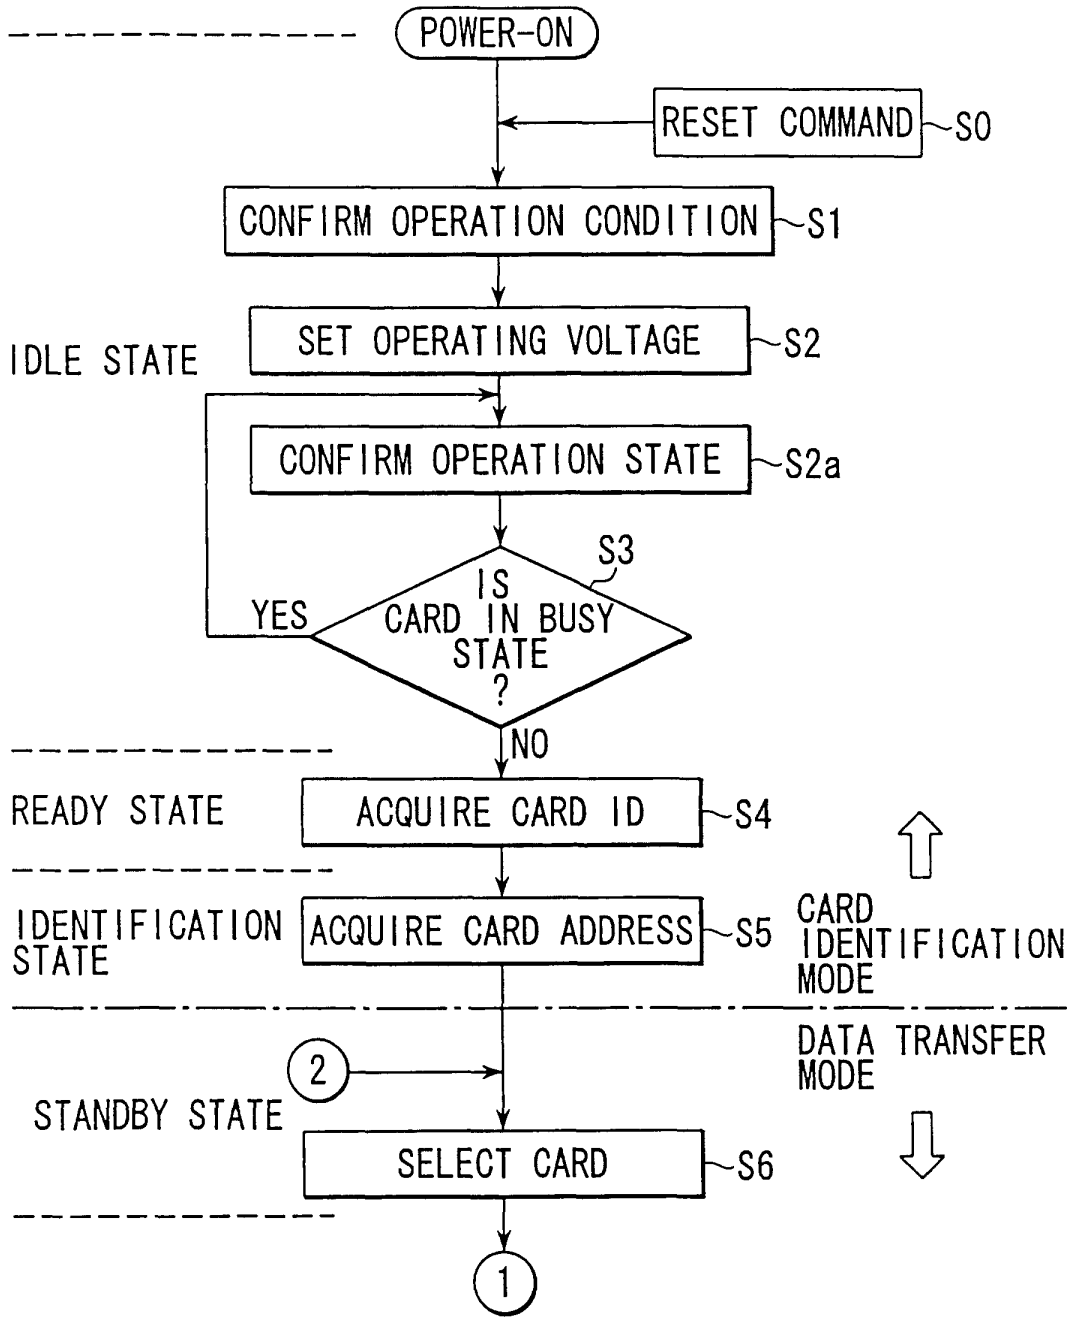 POWER-ON
RESET COMMAND
S0
CONFIRM OPERATION CONDITION
S1
SET OPERATING VOLTAGE
S2
IDLE STATE
CONFIRM OPERATION STATE
S2a
S3
IS
CARD IN BUSY
STATE
?
YES
NO
READY STATE
ACQUIRE CARD ID
S4
IDENTIFICATION
STATE
ACQUIRE CARD ADDRESS
S5
CARD
IDENTIFICATION
MODE
DATA TRANSFER
MODE
2
STANDBY STATE
SELECT CARD
S6
1